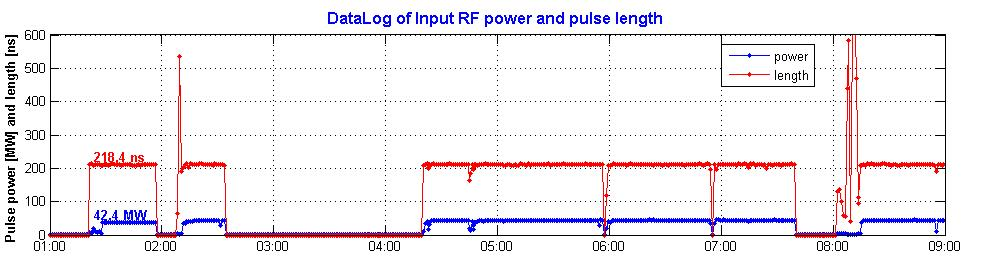 DataLog of Input RF power and pulse length
Pulse power [MW] and length [ns]
600
500
400
300
200
100
0
218.4 ns
42.4 MW
power
length
01:00 02:00 03:00 04:00 05:00 06:00 07:00 08:00 09:00